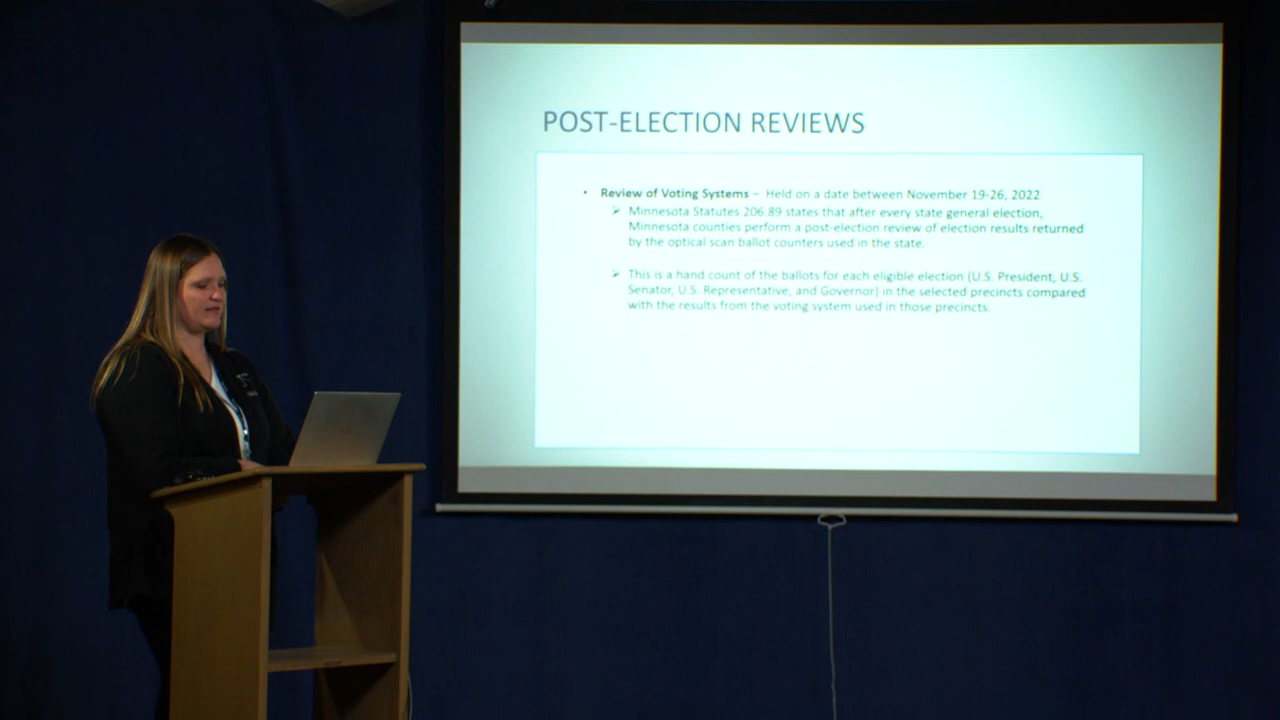 POST-ELECTION REVIEWS
• Review of Voting Systems – Held on a date between November 19-26, 2022
➢ Minnesota Statutes 206.89 states that after every state general election,
Minnesota counties perform a post-election review of election results returned
by the optical scan ballot counters used in the state.
➢ This is a hand count of the ballots for each eligible election (U.S. President, U.S.
Senator, U.S. Representative, and Governor) in the selected precincts compared
with the results from the voting system used in those precincts.